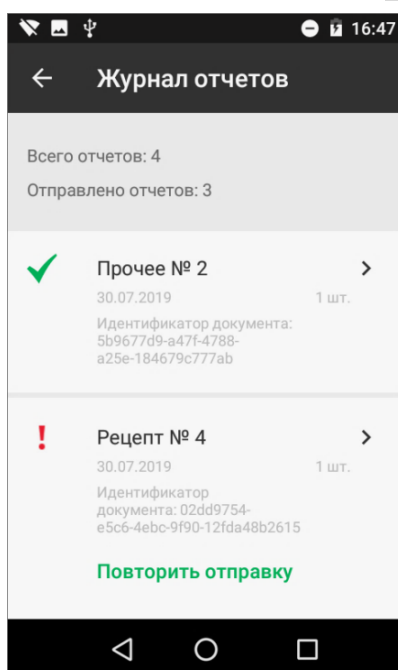 16:47
Журнал отчетов
Всего отчетов: 4
Отправлено отчетов: 3
Прочее № 2
30.07.2019 1 шт.
Идентификатор документа:
5b9677d9-a47f-4788-
a25e-184679c777ab
Рецепт № 4
30.07.2019 1 шт.
Идентификатор
документа: 02dd9754-
e5c6-4ebc-9f90-12fda48b2615
Повторить отправку